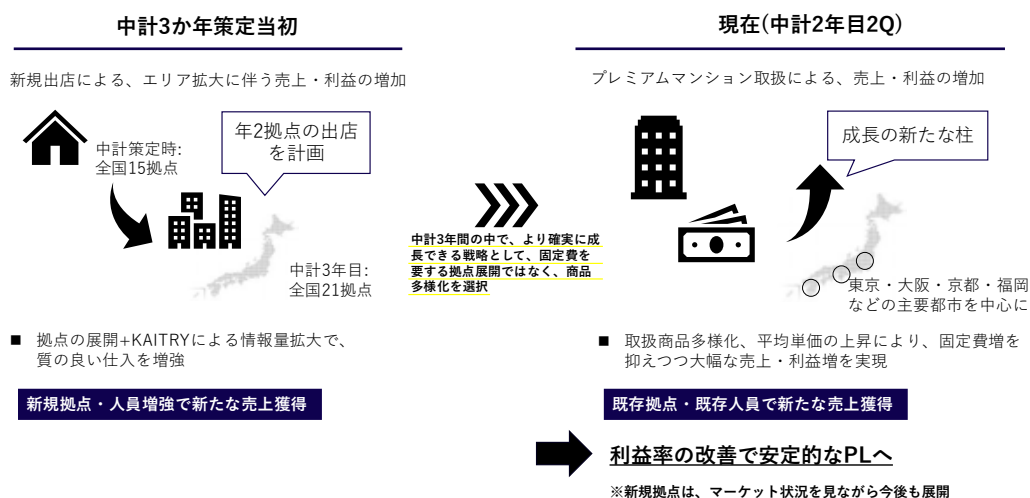 中計3か年策定当初
新規出店による、エリア拡大に伴う売上・利益の増加
年2拠点の出店
を計画
中計策定時:
全国15拠点
中計3年目:
全国21拠点
■ 拠点の展開+KAITRYによる情報量拡大で、
質の良い仕入を増強
新規拠点・人員増強で新たな売上獲得
中計3年間の中で、より確実に成
長できる戦略として、固定費を
要する拠点展開ではなく、商品
多様化を選択
現在(中計2年目2Q)
プレミアムマンション取扱による、売上・利益の増加
成長の新たな柱
東京・大阪・京都・福岡
などの主要都市を中心に
■ 取扱商品多様化、平均単価の上昇により、固定費増を
抑えつつ大幅な売上・利益増を実現
既存拠点・既存人員で新たな売上獲得
利益率の改善で安定的なPLへ
※新規拠点は、マーケット状況を見ながら今後も展開